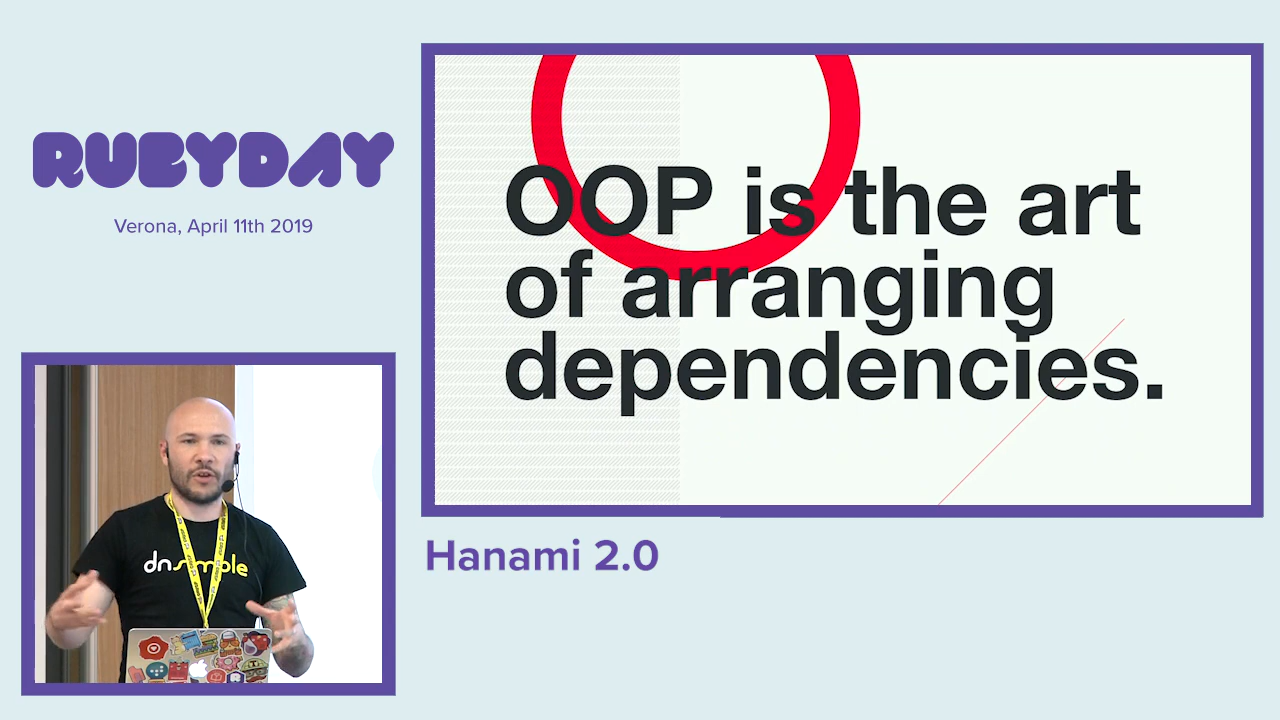 RUBYDAY
Verona, April 11th 2019
OOP is the art
of arranging
dependencies.
Hanami 2.0
dnsimple